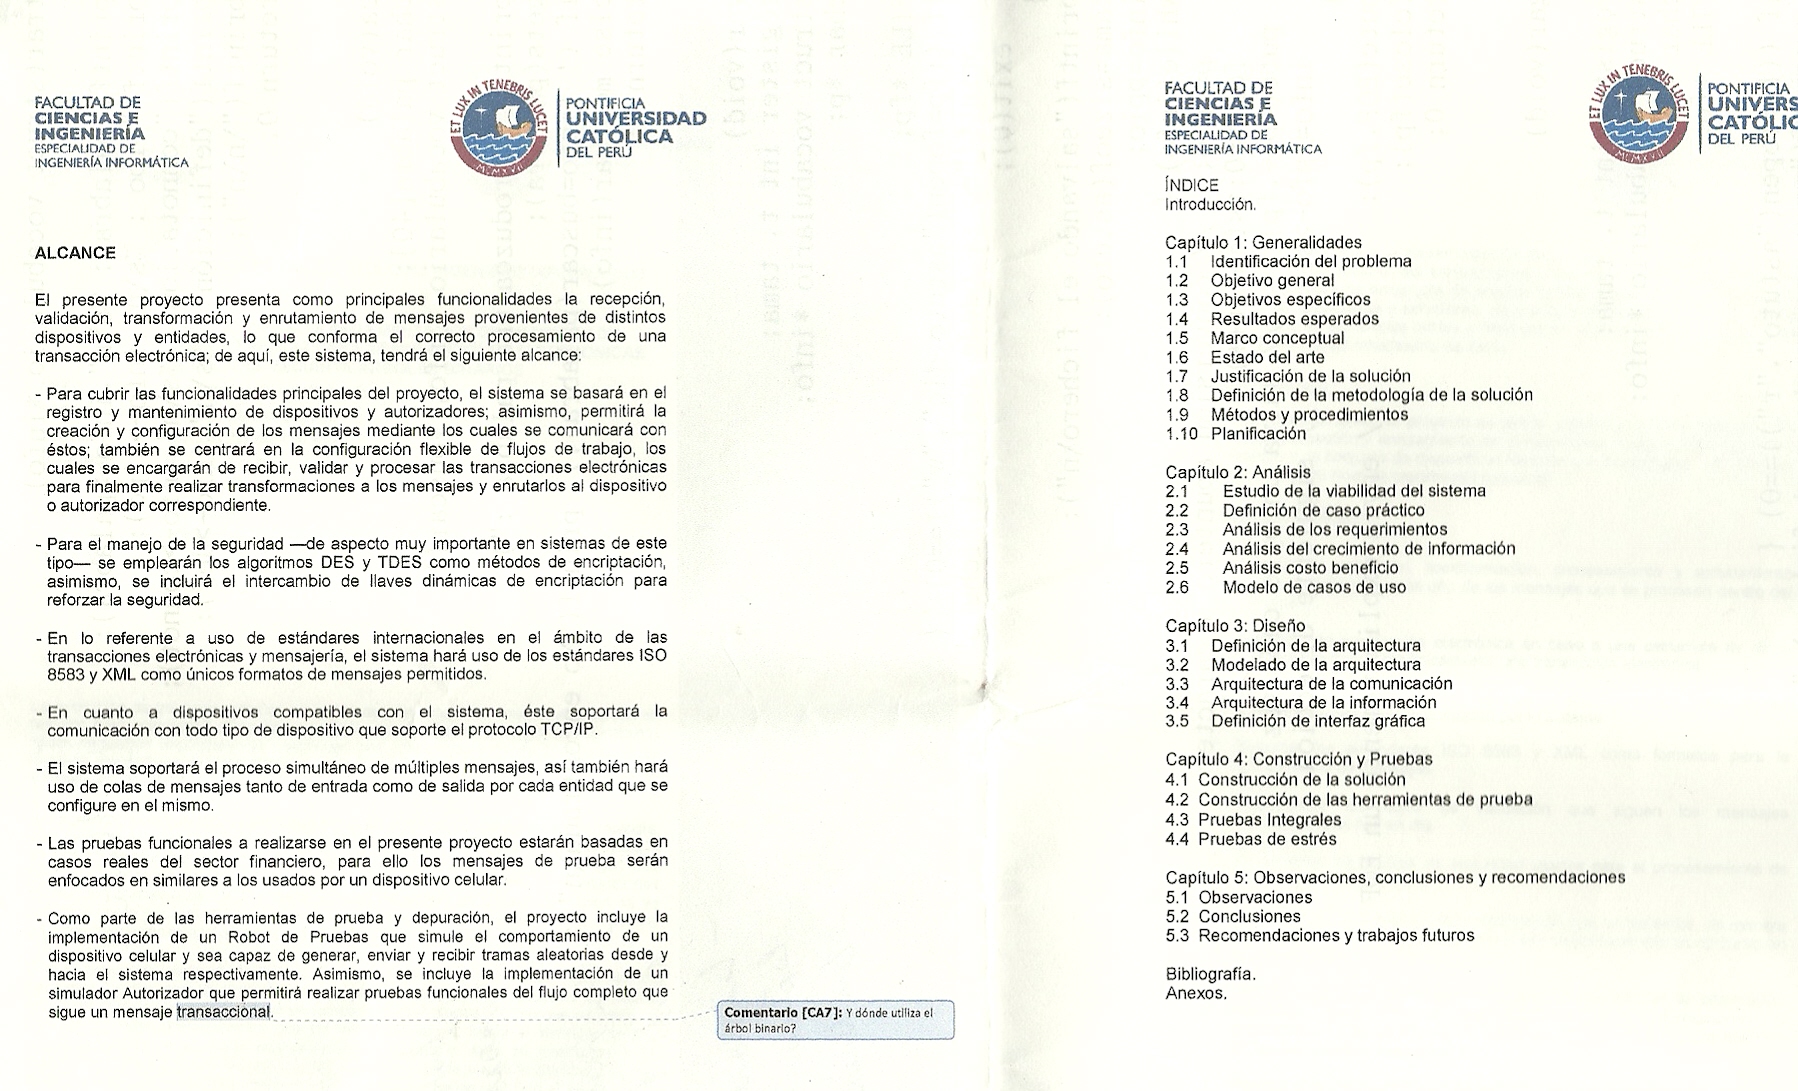 FACULTAD DE
CIENCIAS E
INGENIERÍA
ESPECIALIDAD DE
INGENIERÍA INFORMÁTICA
ET LUX IN TENEBRIS LUCET
MCMXVII
PONTIFICIA
UNIVERSIDAD
CATÓLICA
DEL PERÚ
ALCANCE
El presente proyecto presenta como principales funcionalidades la recepción,
validación, transformación y enrutamiento de mensajes provenientes de distintos
dispositivos y entidades, lo que conforma el correcto procesamiento de una
transacción electrónica; de aquí, este sistema, tendrá el siguiente alcance:
- Para cubrir las funcionalidades principales del proyecto, el sistema se basará en el
registro y mantenimiento de dispositivos y autorizadores; asimismo, permitirá la
creación y configuración de los mensajes mediante los cuales se comunicará con
éstos; también se centrará en la configuración flexible de flujos de trabajo, los
cuales se encargarán de recibir, validar y procesar las transacciones electrónicas
para finalmente realizar transformaciones a los mensajes y enrutarlos al dispositivo
o autorizador correspondiente.
- Para el manejo de la seguridad —de aspecto muy importante en sistemas de este
tipo— se emplearán los algoritmos DES y TDES como métodos de encriptación,
asimismo, se incluirá el intercambio de llaves dinámicas de encriptación para
reforzar la seguridad.
- En lo referente a uso de estándares internacionales en el ámbito de las
transacciones electrónicas y mensajería, el sistema hará uso de los estándares ISO
8583 y XML como únicos formatos de mensajes permitidos.
- En cuanto a dispositivos compatibles con el sistema, éste soportará la
comunicación con todo tipo de dispositivo que soporte el protocolo TCP/IP.
- El sistema soportará el proceso simultáneo de múltiples mensajes, así también hará
uso de colas de mensajes tanto de entrada como de salida por cada entidad que se
configure en el mismo.
- Las pruebas funcionales a realizarse en el presente proyecto estarán basadas en
casos reales del sector financiero, para ello los mensajes de prueba serán
enfocados en similares a los usados por un dispositivo celular.
- Como parte de las herramientas de prueba y depuración, el proyecto incluye la
implementación de un Robot de Pruebas que simule el comportamiento de un
dispositivo celular y sea capaz de generar, enviar y recibir tramas aleatorias desde y
hacia el sistema respectivamente. Asimismo, se incluye la implementación de un
simulador Autorizador que permitirá realizar pruebas funcionales del flujo completo que
sigue un mensaje transaccional.
Comentario [CA7]: Y dónde utiliza el
árbol binario?
FACULTAD DE
CIENCIAS E
INGENIERÍA
ESPECIALIDAD DE
INGENIERÍA INFORMÁTICA
ET LUX IN TENEBRIS LUCET
MCMXVII
PONTIFICIA
UNIVERS
CATÓLIC
DEL PERÚ
ÍNDICE
Introducción.
Capítulo 1: Generalidades
1.1 Identificación del problema
1.2 Objetivo general
1.3 Objetivos específicos
1.4 Resultados esperados
1.5 Marco conceptual
1.6 Estado del arte
1.7 Justificación de la solución
1.8 Definición de la metodología de la solución
1.9 Métodos y procedimientos
1.10 Planificación
Capítulo 2: Análisis
2.1 Estudio de la viabilidad del sistema
2.2 Definición de caso práctico
2.3 Análisis de los requerimientos
2.4 Análisis del crecimiento de información
2.5 Análisis costo beneficio
2.6 Modelo de casos de uso
Capítulo 3: Diseño
3.1 Definición de la arquitectura
3.2 Modelado de la arquitectura
3.3 Arquitectura de la comunicación
3.4 Arquitectura de la información
3.5 Definición de interfaz gráfica
Capítulo 4: Construcción y Pruebas
4.1 Construcción de la solución
4.2 Construcción de las herramientas de prueba
4.3 Pruebas Integrales
4.4 Pruebas de estrés
Capítulo 5: Observaciones, conclusiones y recomendaciones
5.1 Observaciones
5.2 Conclusiones
5.3 Recomendaciones y trabajos futuros
Bibliografía.
Anexos.